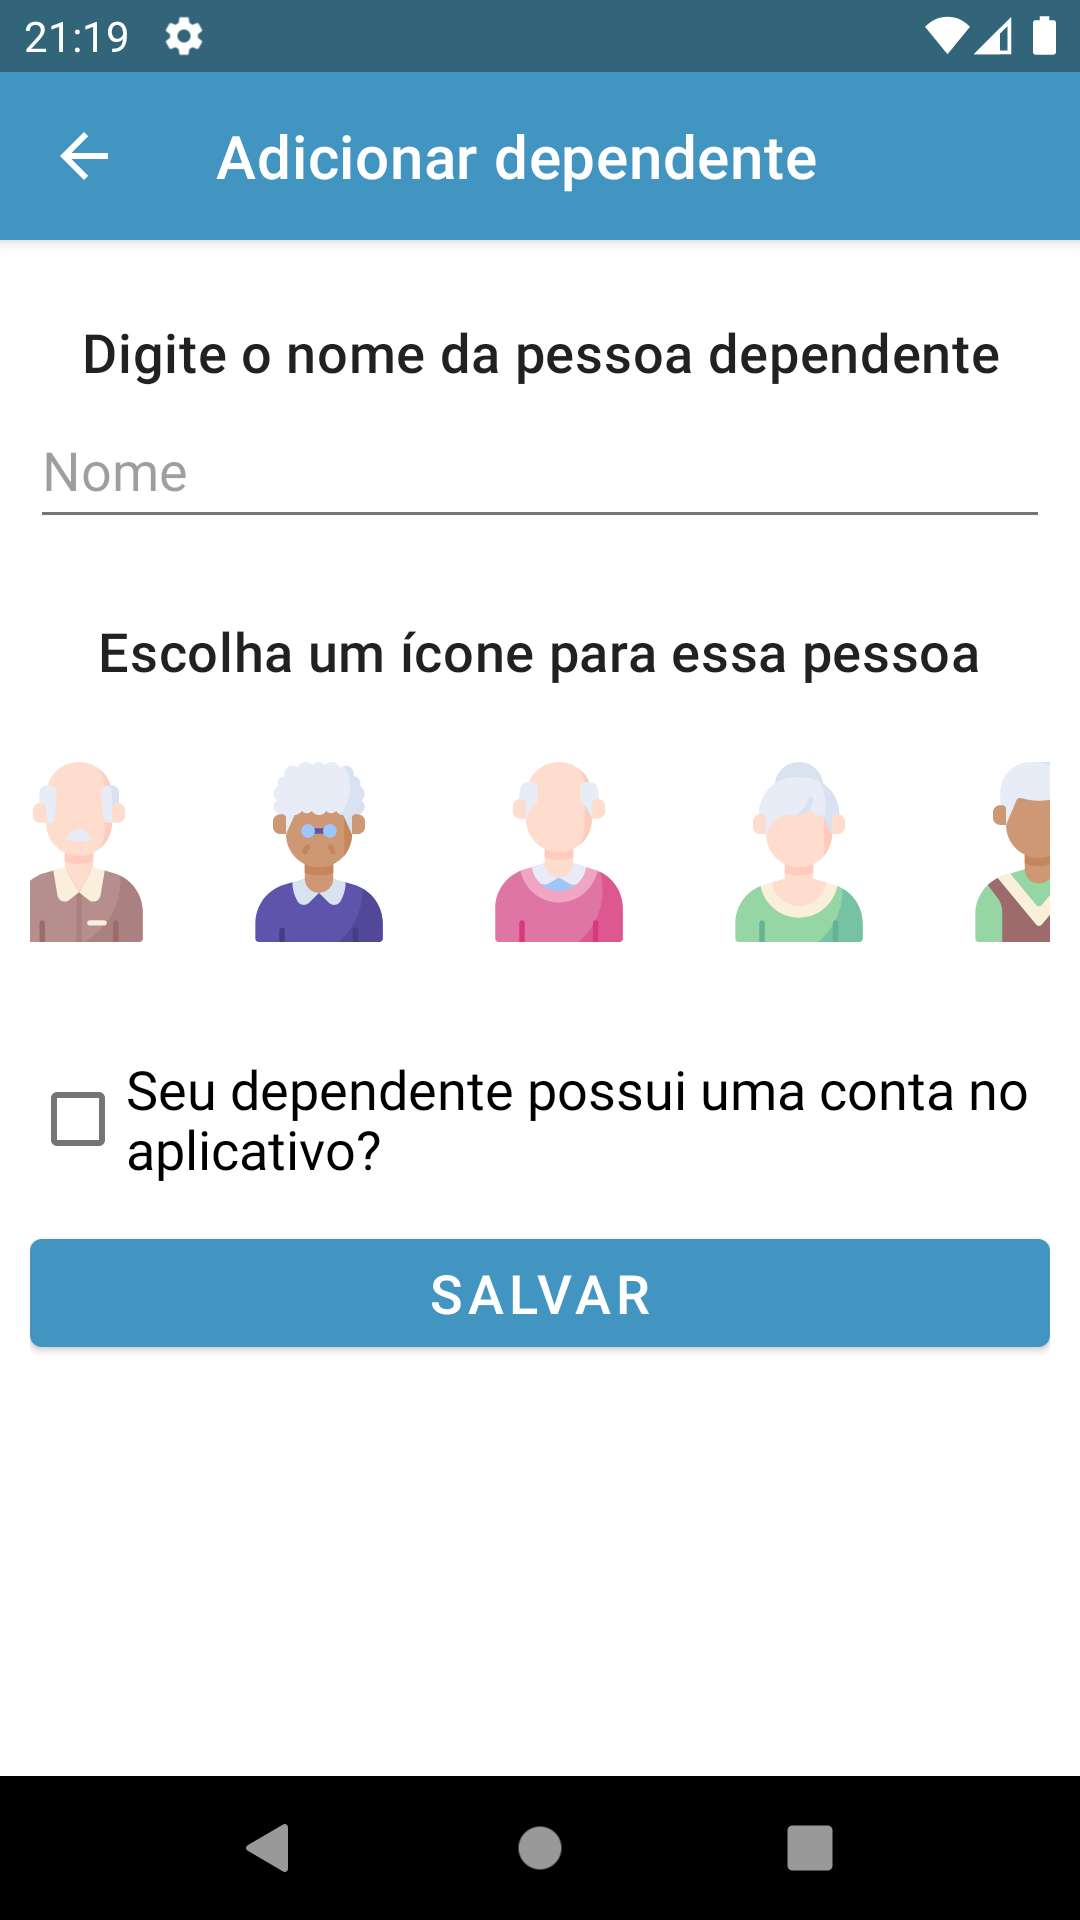 21:19
Adicionar dependente
Digite o nome da pessoa dependente
Nome
Escolha um ícone para essa pessoa
Seu dependente possui uma conta no
aplicativo?
SALVAR